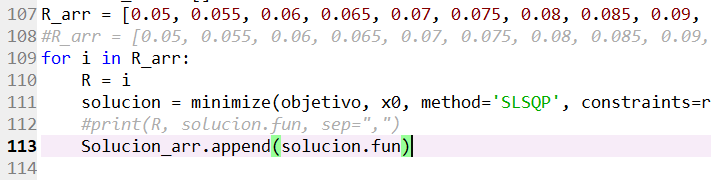 107 R_arr = [0.05, 0.055, 0.06, 0.065, 0.07, 0.075, 0.08, 0.085, 0.09,
108 #R_arr = [0.05, 0.055, 0.06, 0.065, 0.07, 0.075, 0.08, 0.085, 0.09,
109 for i in R_arr:
110 R = i
111 solucion = minimize(objetivo, x0, method='SLSQP', constraints=r
112 #print(R, solucion.fun, sep=",")
113 Solucion_arr.append(solucion.fun)
114